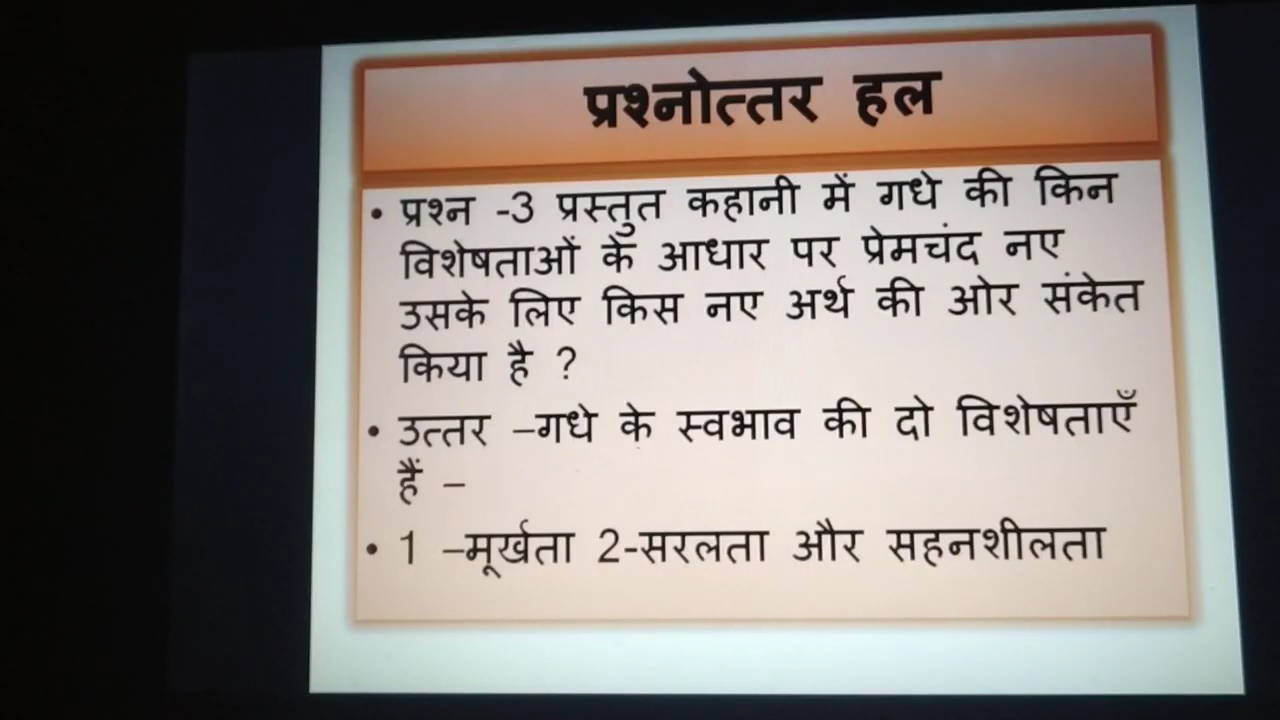 प्रश्नोत्तर हल
• प्रश्न -3 प्रस्तुत कहानी में गधे की किन
विशेषताओं के आधार पर प्रेमचंद नए
उसके लिए किस नए अर्थ की ओर संकेत
किया है ?
• उत्तर –गधे के स्वभाव की दो विशेषताएँ
हैं –
• 1 –मूर्खता 2-सरलता और सहनशीलता